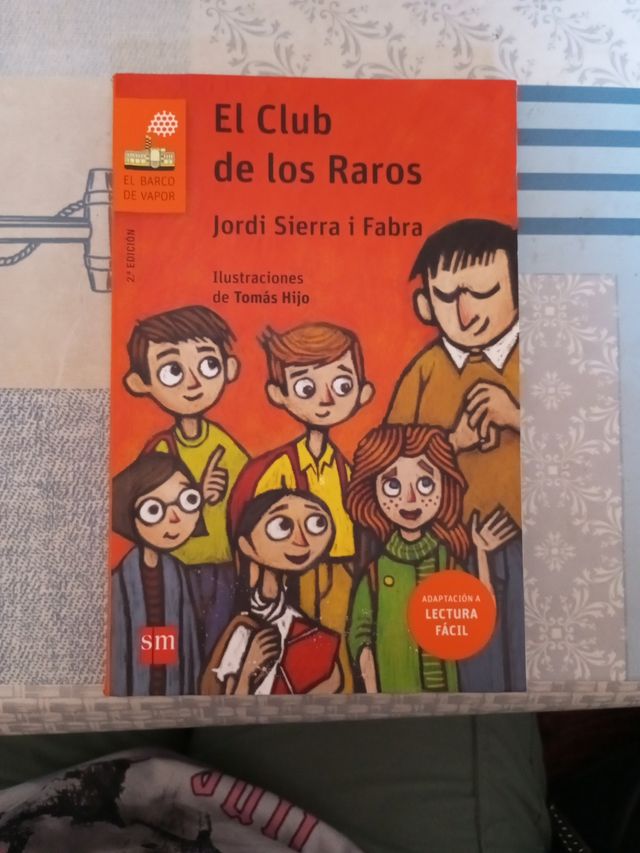 El Club
de los Raros
Jordi Sierra i Fabra
Ilustraciones
de Tomás Hijo
EL BARCO
DE VAPOR
2.ª EDICIÓN
ADAPTACIÓN A
LECTURA
FÁCIL
sm